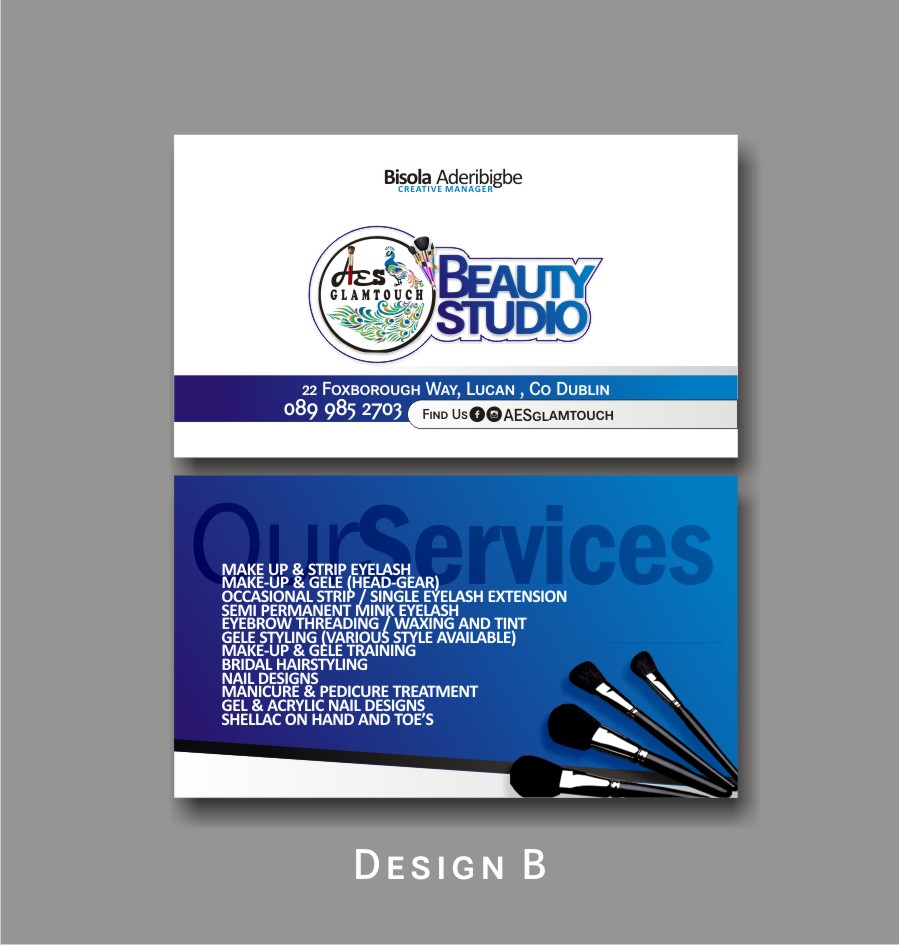 Bisola Aderibigbe
CREATIVE MANAGER
AES
GLAMTOUCH
BEAUTY
STUDIO
22 FOXBOROUGH WAY, LUCAN , CO DUBLIN
089 985 2703
FIND US AESGLAMTOUCH
OurServices
MAKE UP & STRIP EYELASH
MAKE-UP & GELE (HEAD-GEAR)
OCCASIONAL STRIP / SINGLE EYELASH EXTENSION
SEMI PERMANENT MINK EYELASH
EYEBROW THREADING / WAXING AND TINT
GELE STYLING (VARIOUS STYLE AVAILABLE)
MAKE-UP & GELE TRAINING
BRIDAL HAIRSTYLING
NAIL DESIGNS
MANICURE & PEDICURE TREATMENT
GEL & ACRYLIC NAIL DESIGNS
SHELLAC ON HAND AND TOE'S
DESIGN B